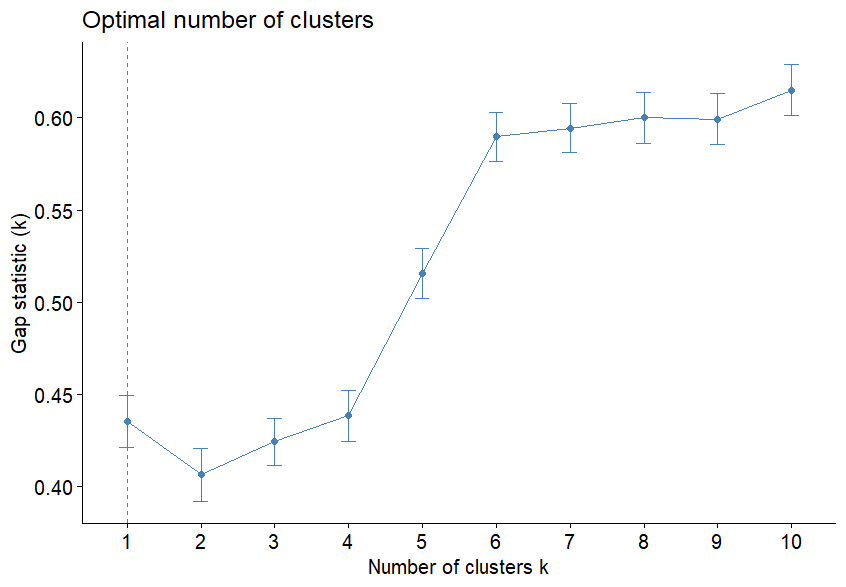 Optimal number of clusters
Gap statistic (k)
0.60
0.55
0.50
0.45
0.40
1 2 3 4 5 6 7 8 9 10
Number of clusters k